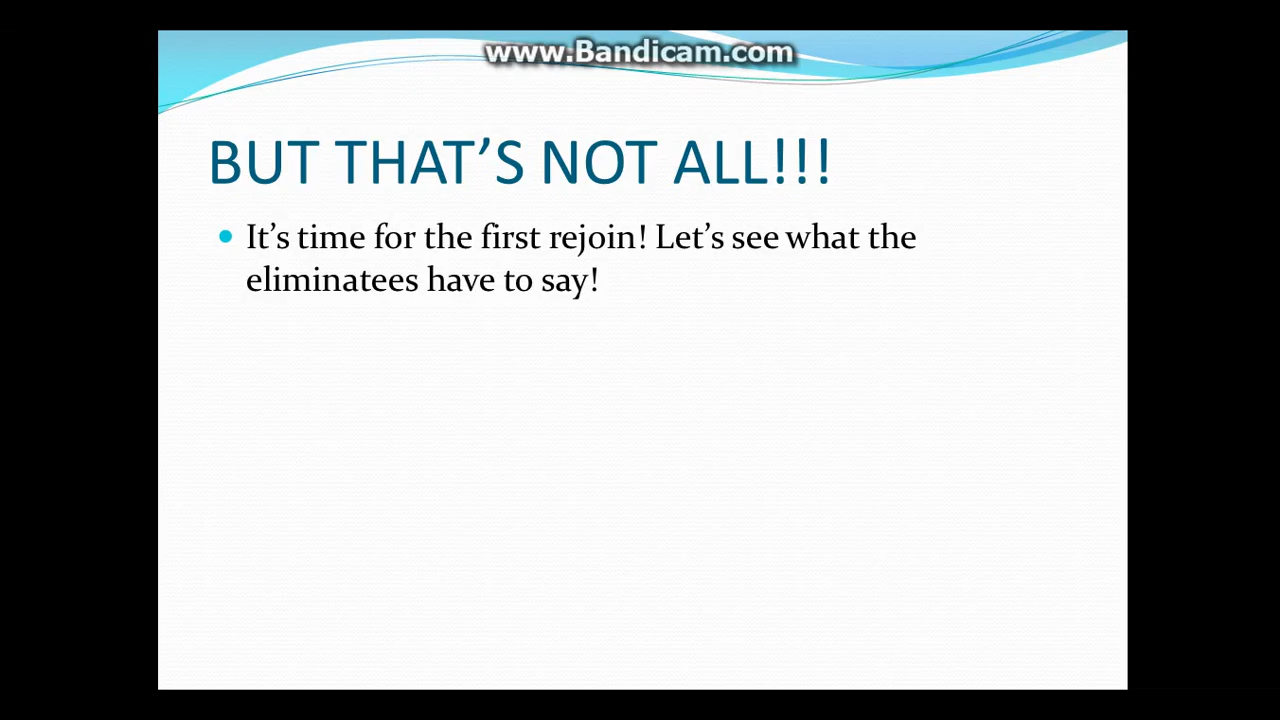 www.Bandicam.com
BUT THAT’S NOT ALL!!!
It’s time for the first rejoin! Let’s see what the
eliminatees have to say!